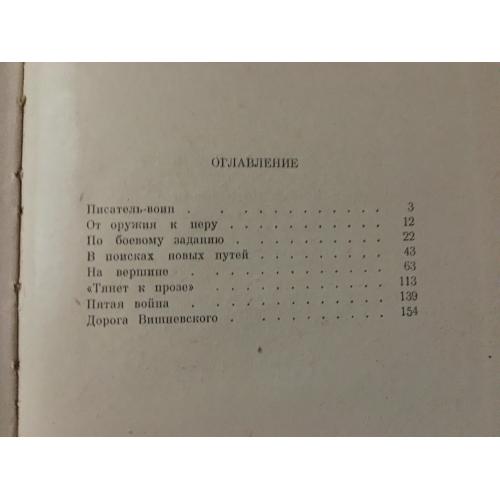 ОГЛАВЛЕНИЕ
Писатель-воин . . . . . . . . . . . . 3
От оружия к перу . . . . . . . . . . 12
По боевому заданию . . . . . . . . . . 22
В поисках новых путей . . . . . . . . . 43
На вершине . . . . . . . . . . . . 63
«Тянет к прозе» . . . . . . . . . . . 113
Пятая война . . . . . . . . . . . . 139
Дорога Вишневского . . . . . . . . . . 154